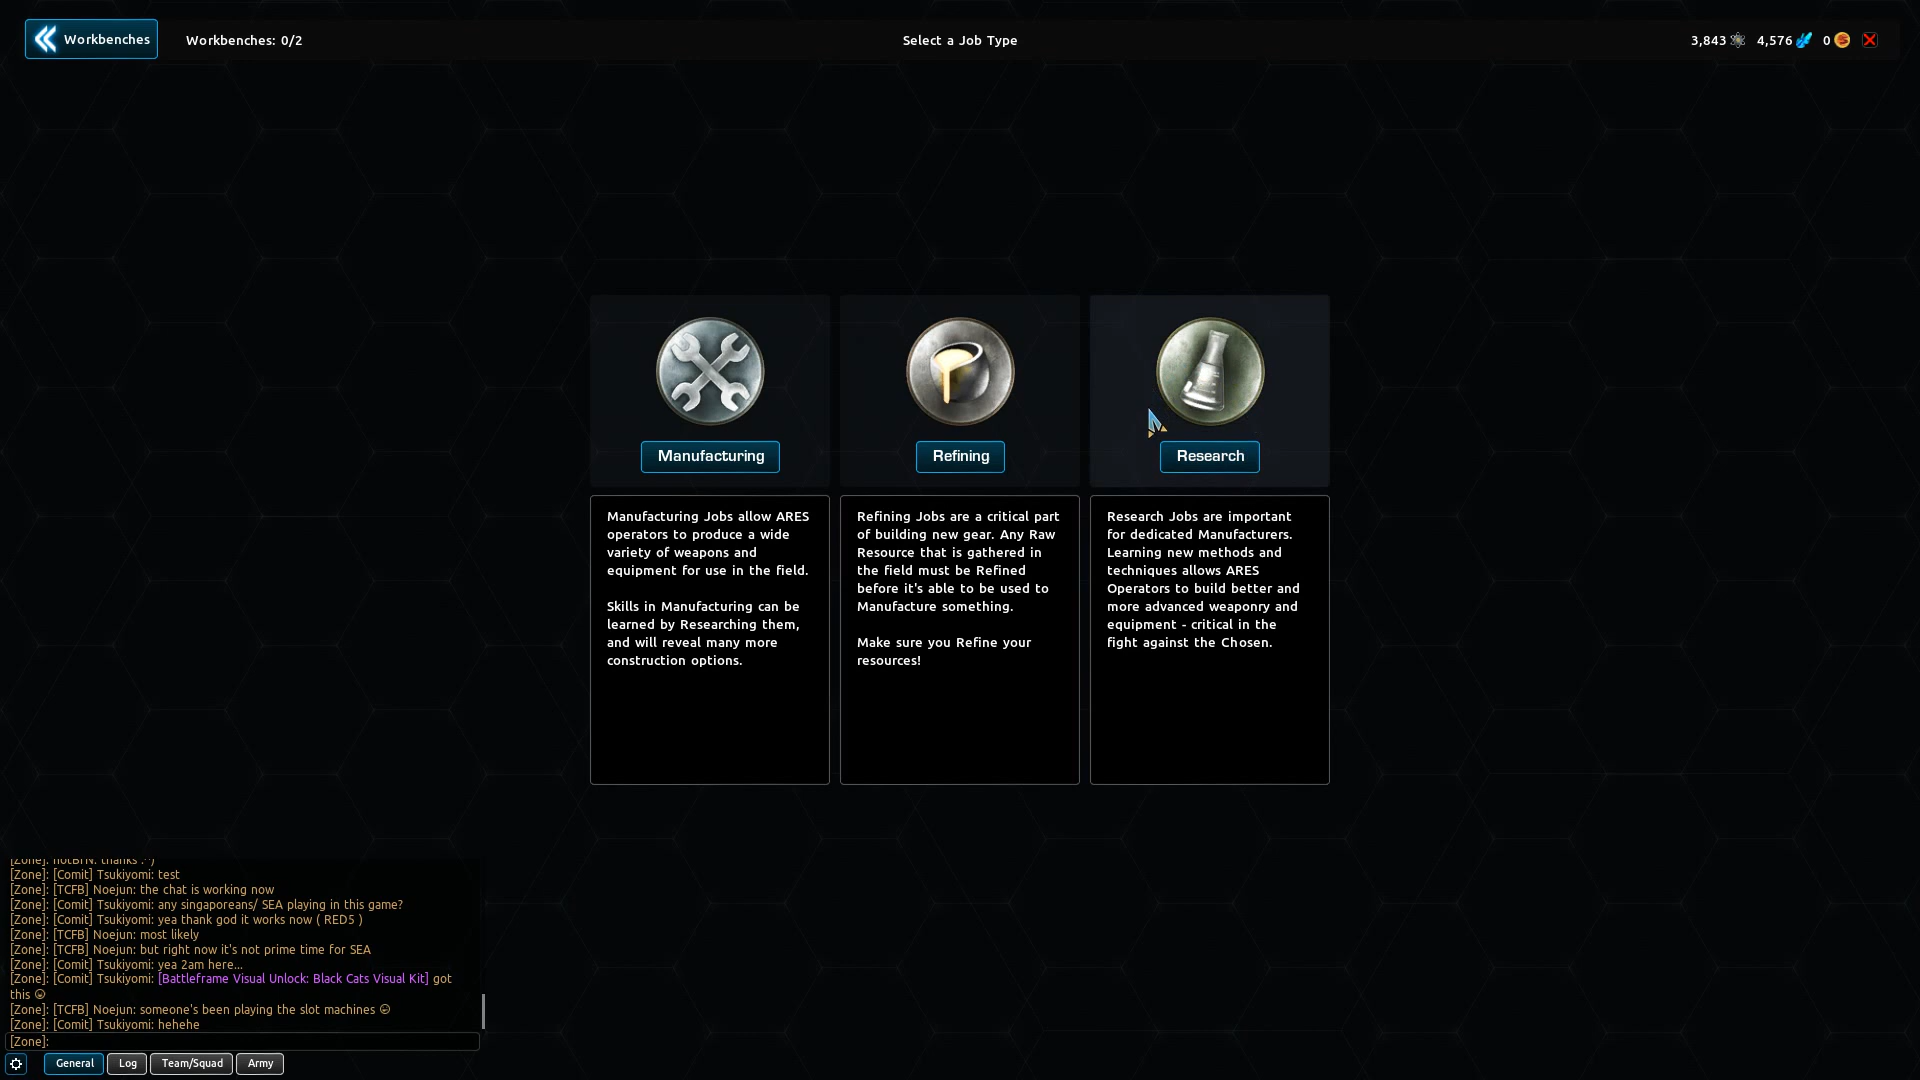 Workbenches
Workbenches: 0/2
Select a Job Type
3,843
4,576
0
Manufacturing
Refining
Research
Manufacturing Jobs allow ARES
operators to produce a wide
variety of weapons and
equipment for use in the field.
Skills in Manufacturing can be
learned by Researching them,
and will reveal many more
construction options.
Refining Jobs are a critical part
of building new gear. Any Raw
Resource that is gathered in
the field must be Refined
before it's able to be used to
Manufacture something.
Make sure you Refine your
resources!
Research Jobs are important
for dedicated Manufacturers.
Learning new methods and
techniques allows ARES
Operators to build better and
more advanced weaponry and
equipment - critical in the
fight against the Chosen.
[Zone]: notBrN: thanks :^)
[Zone]: [Comit] Tsukiyomi: test
[Zone]: [TCFB] Noejun: the chat is working now
[Zone]: [Comit] Tsukiyomi: any singaporeans/ SEA playing in this game?
[Zone]: [Comit] Tsukiyomi: yea thank god it works now ( RED5 )
[Zone]: [TCFB] Noejun: most likely
[Zone]: [TCFB] Noejun: but right now it's not prime time for SEA
[Zone]: [Comit] Tsukiyomi: yea 2am here...
[Zone]: [Comit] Tsukiyomi: [Battleframe Visual Unlock: Black Cats Visual Kit] got
this
[Zone]: [TCFB] Noejun: someone's been playing the slot machines
[Zone]: [Comit] Tsukiyomi: hehehe
[Zone]:
General
Log
Team/Squad
Army